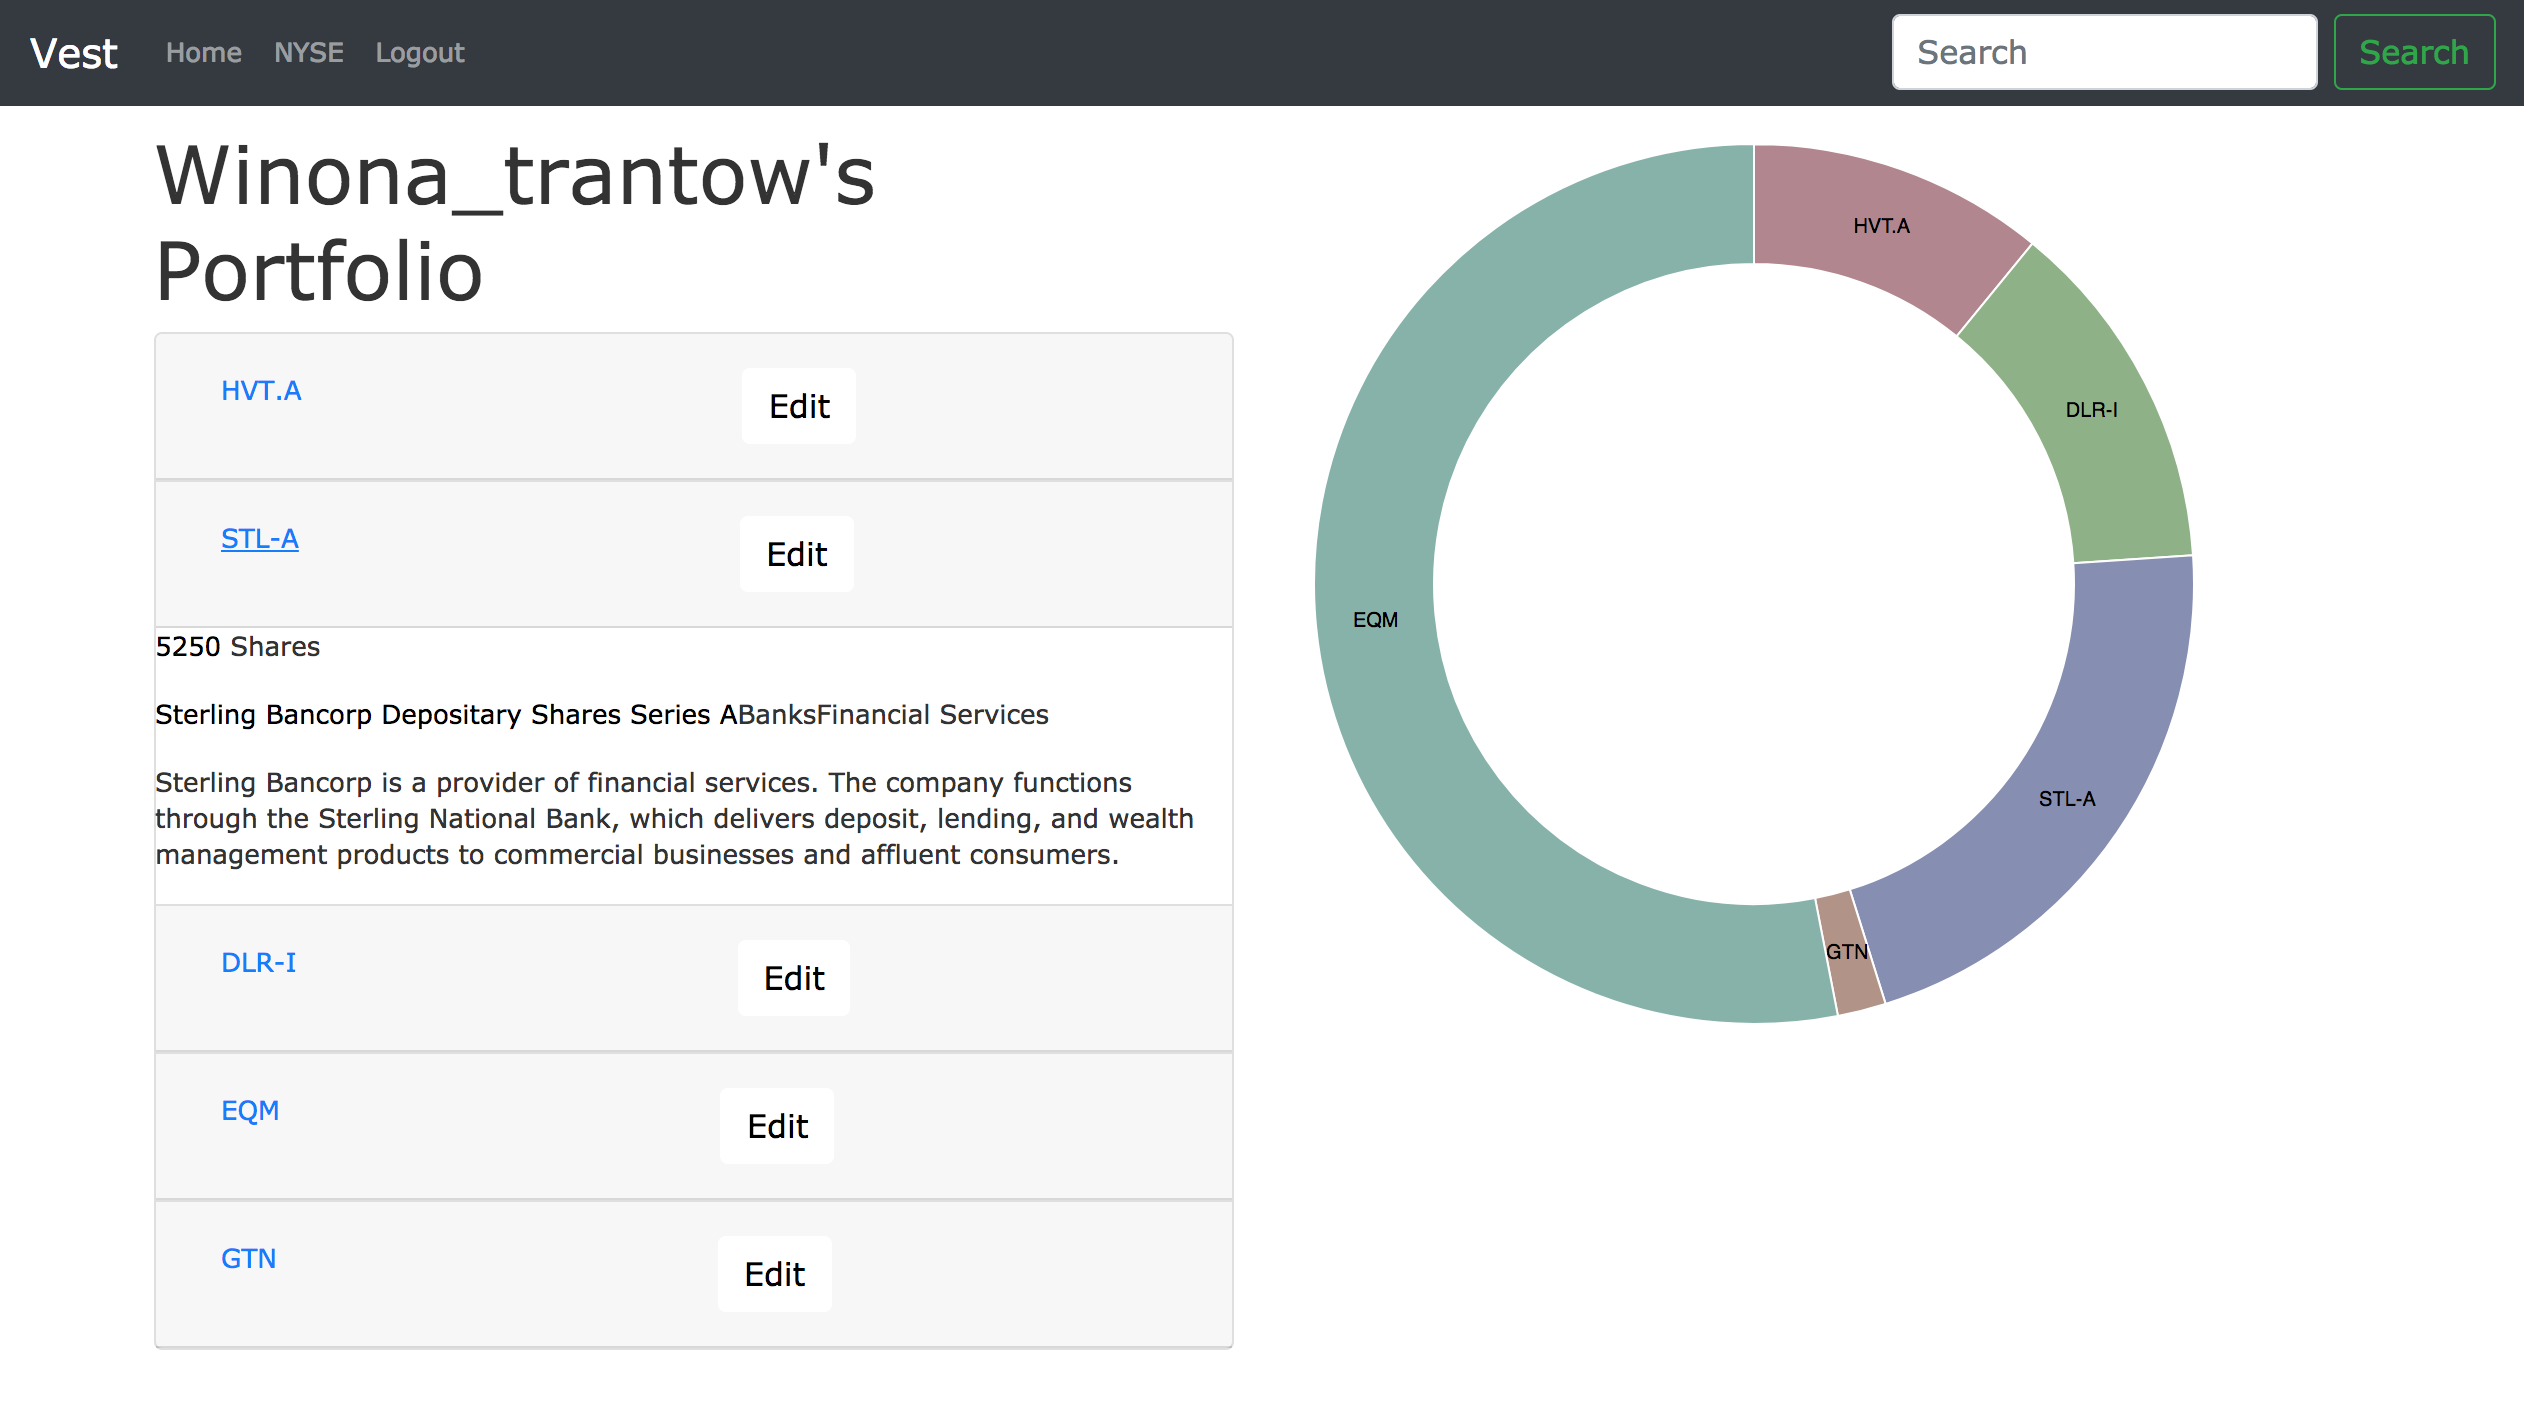 Vest Home NYSE Logout Search Search
Winona_trantow's
Portfolio
HVT.A Edit
STL-A Edit
5250 Shares
Sterling Bancorp Depositary Shares Series ABanksFinancial Services
Sterling Bancorp is a provider of financial services. The company functions
through the Sterling National Bank, which delivers deposit, lending, and wealth
management products to commercial businesses and affluent consumers.
DLR-I Edit
EQM Edit
GTN Edit
HVT.A
DLR-I
EQM
STL-A
GTN